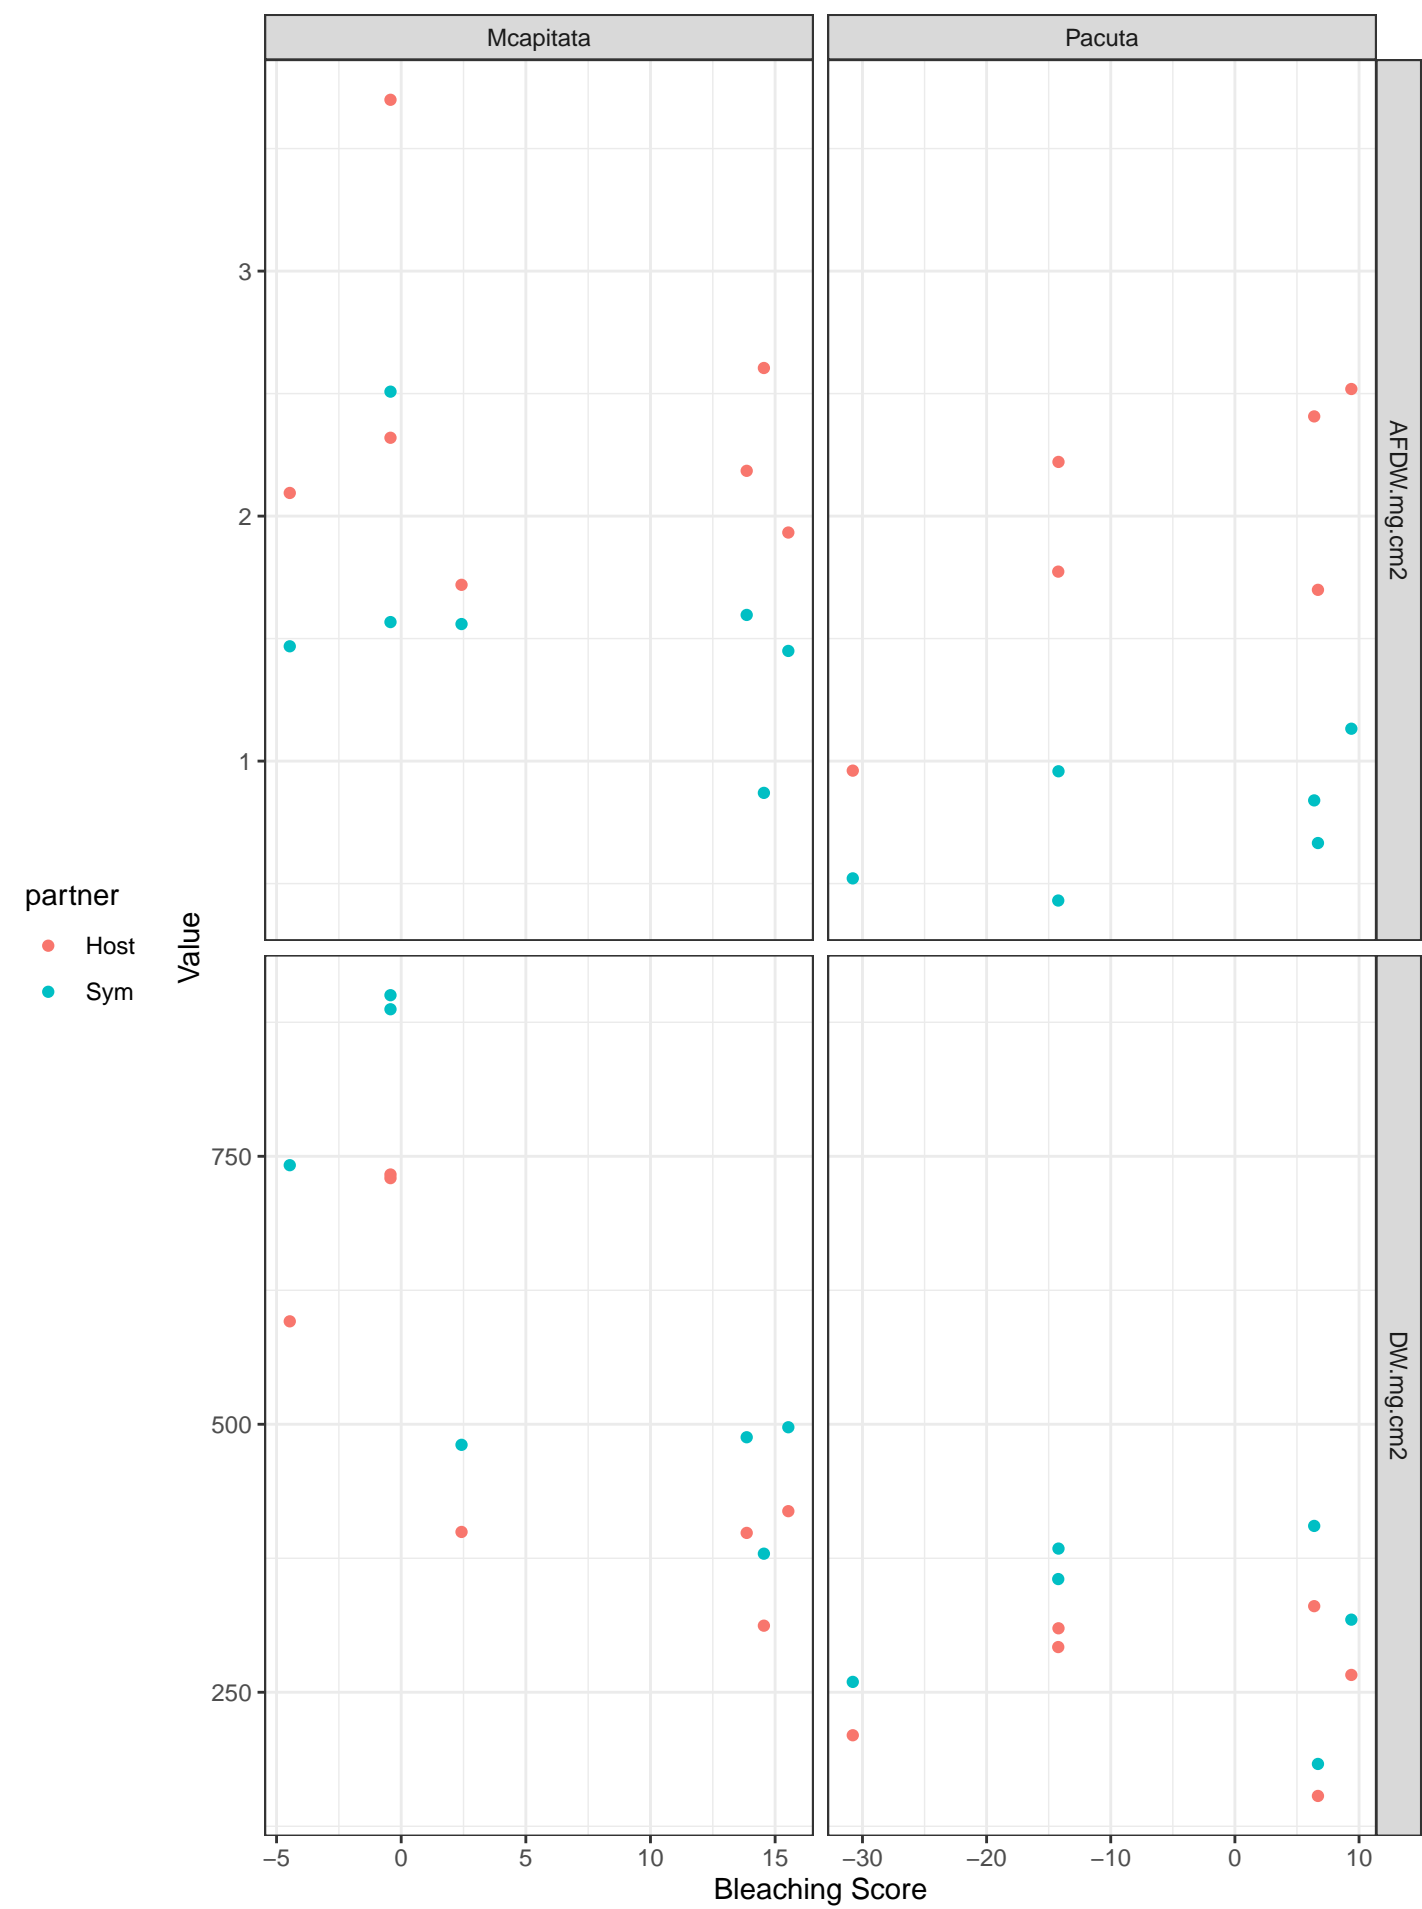 Mcapitata
Pacuta
3
2
1
AFDW.mg.cm2
partner
Host
Sym
Value
750
500
250
DW.mg.cm2
−5 0 5 10 15
−30 −20 −10 0 10
Bleaching Score